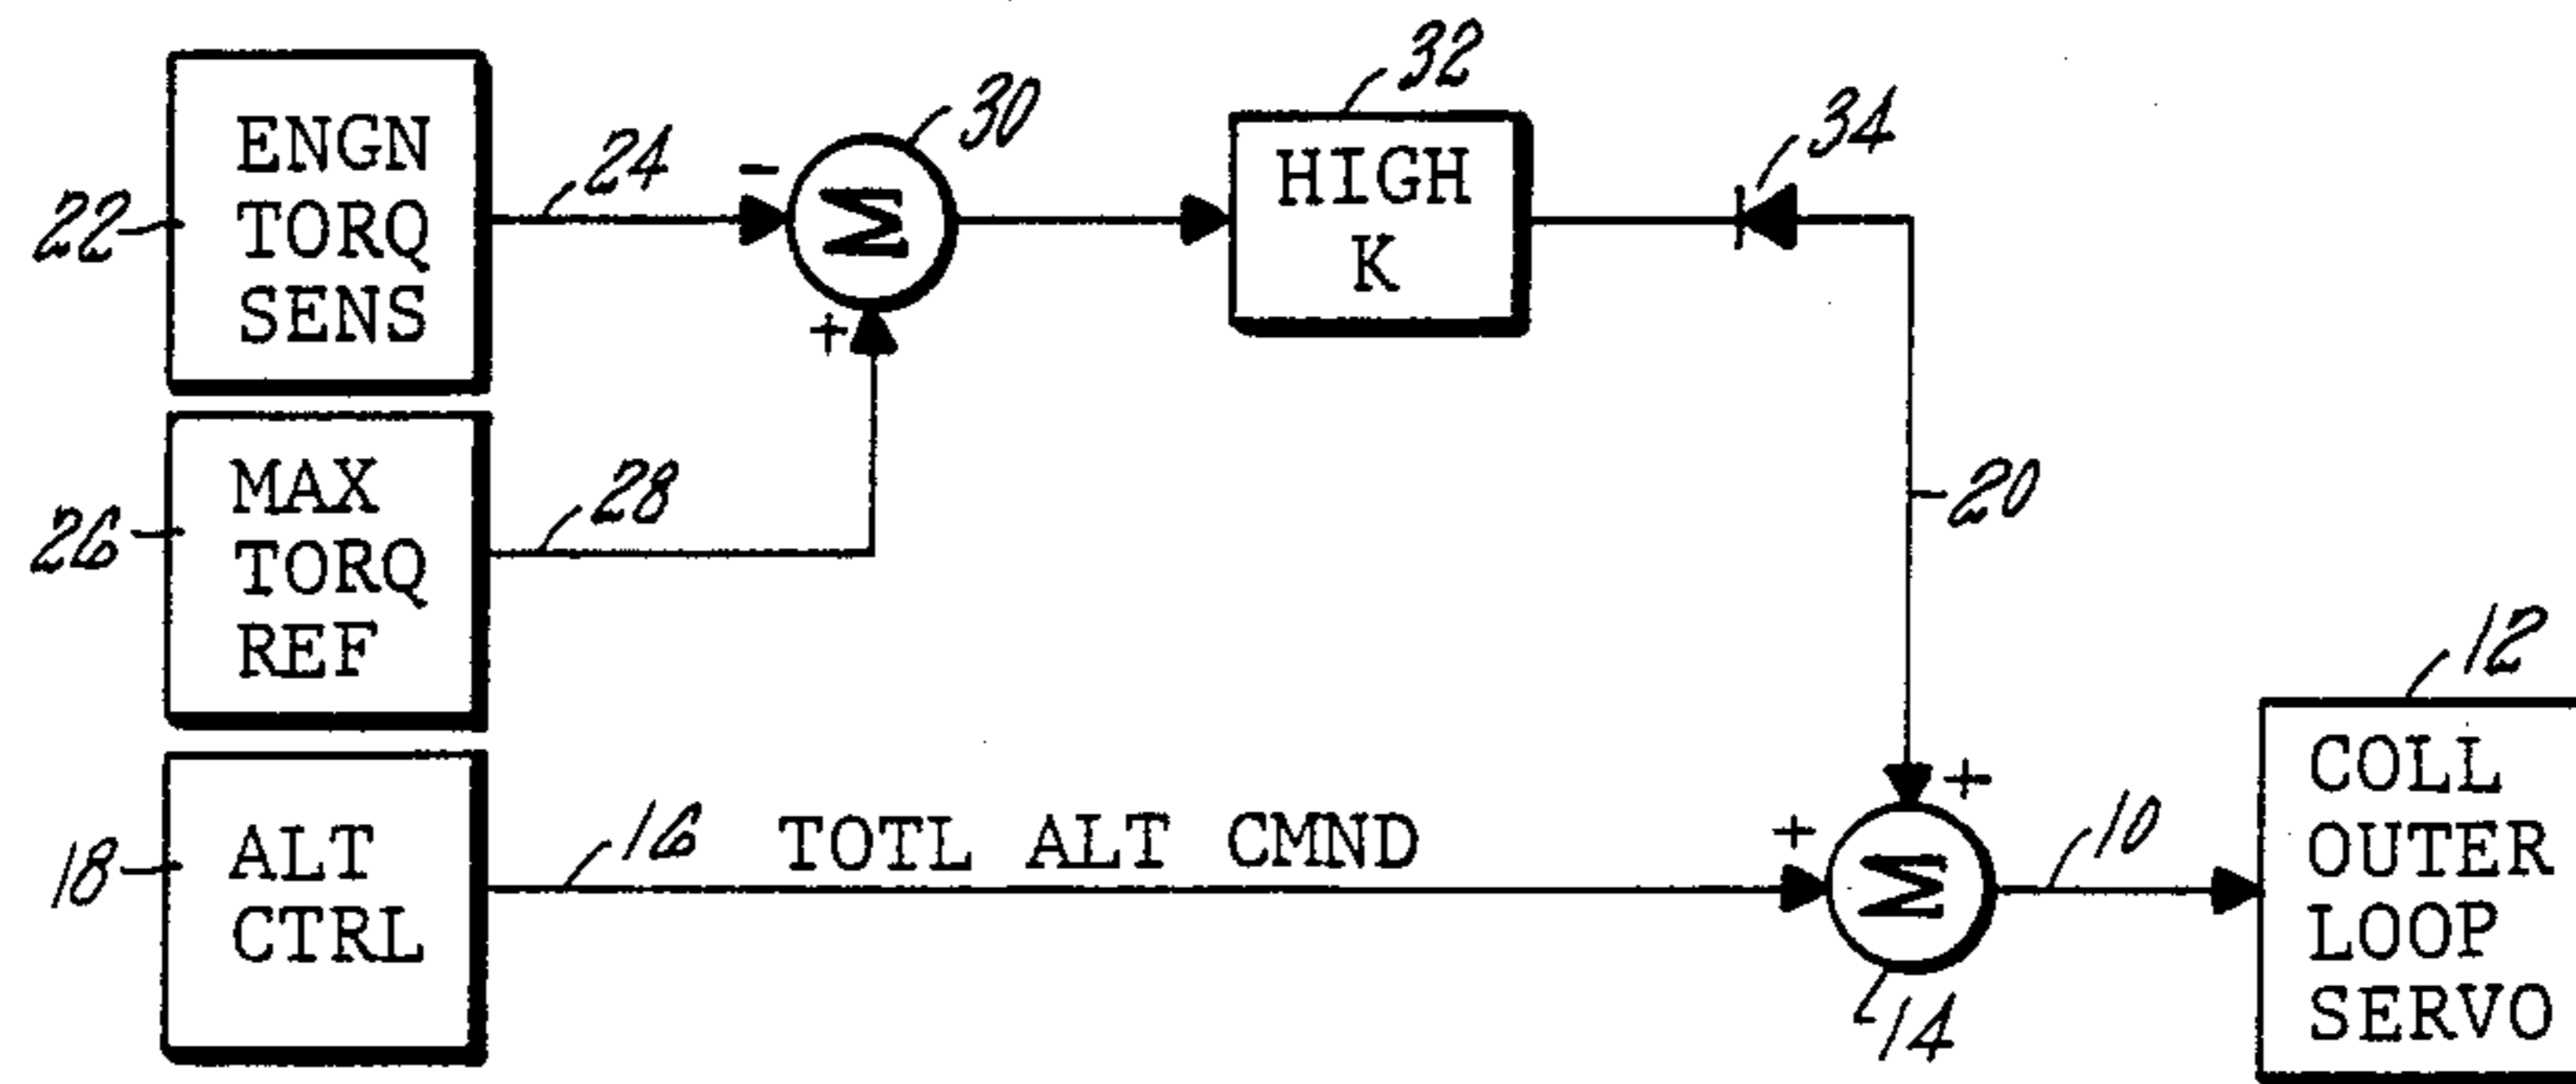 22
ENGN
TORQ
SENS
24
-
30
Σ
+
32
HIGH
K
34
26
MAX
TORQ
REF
28
20
18
ALT
CTRL
16
TOTL ALT CMND
+
+
Σ
14
10
12
COLL
OUTER
LOOP
SERVO